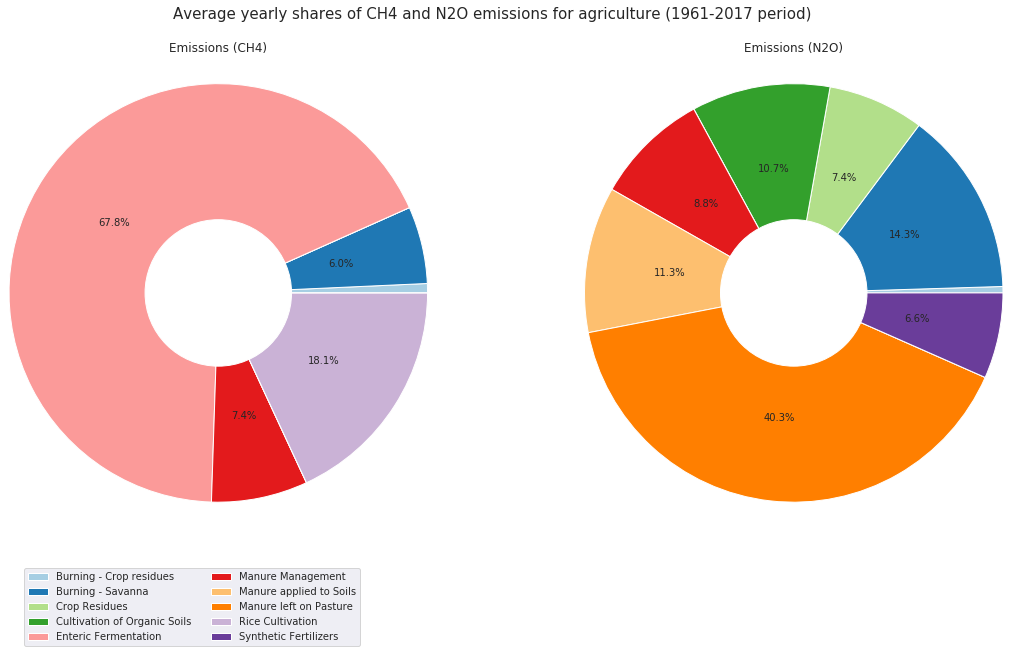 Average yearly shares of CH4 and N2O emissions for agriculture (1961-2017 period)
Emissions (CH4)
67.8%
6.0%
18.1%
7.4%
Emissions (N2O)
10.7%
7.4%
8.8%
14.3%
11.3%
6.6%
40.3%
Burning - Crop residues
Burning - Savanna
Crop Residues
Cultivation of Organic Soils
Enteric Fermentation
Manure Management
Manure applied to Soils
Manure left on Pasture
Rice Cultivation
Synthetic Fertilizers